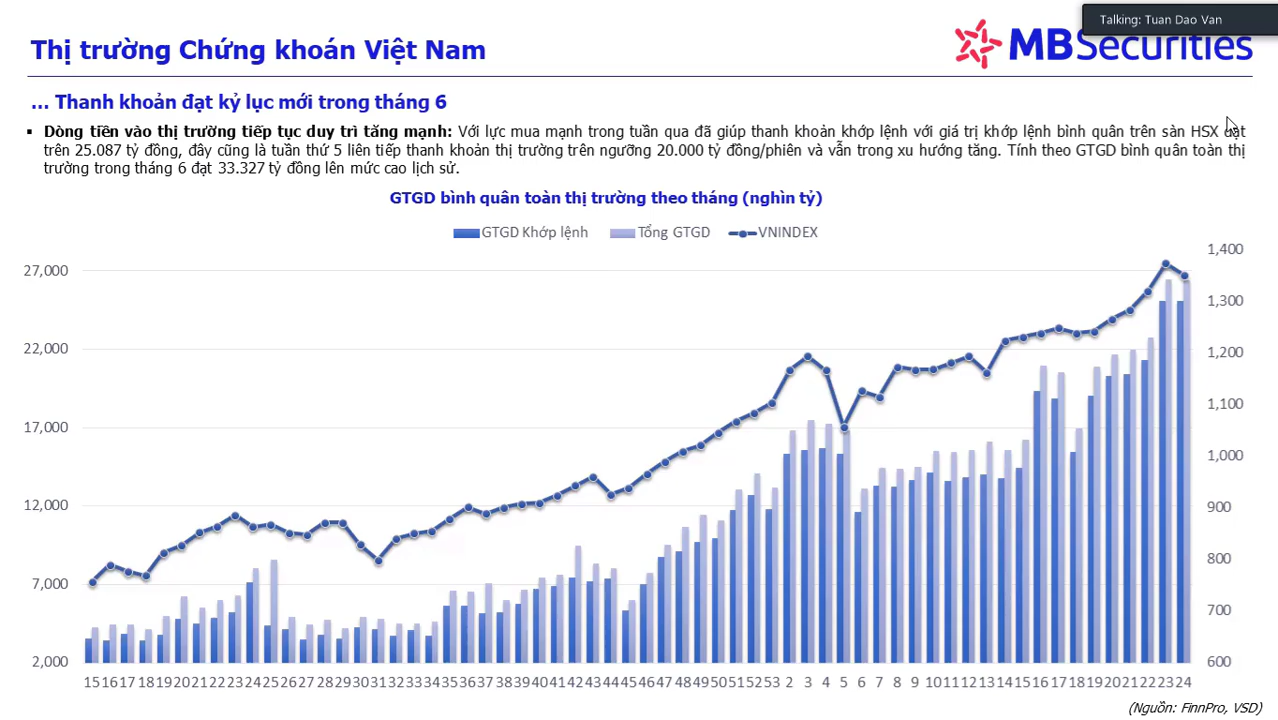 Talking: Tuan Dao Van
Thị trường Chứng khoán Việt Nam
MBSecurities
... Thanh khoản đạt kỷ lục mới trong tháng 6
▪ Dòng tiền vào thị trường tiếp tục duy trì tăng mạnh: Với lực mua mạnh trong tuần qua đã giúp thanh khoản khớp lệnh với giá trị khớp lệnh bình quân trên sàn HSX đạt
trên 25.087 tỷ đồng, đây cũng là tuần thứ 5 liên tiếp thanh khoản thị trường trên ngưỡng 20.000 tỷ đồng/phiên và vẫn trong xu hướng tăng. Tính theo GTGD bình quân toàn thị
trường trong tháng 6 đạt 33.327 tỷ đồng lên mức cao lịch sử.
GTGD bình quân toàn thị trường theo tháng (nghìn tỷ)
GTGD Khớp lệnh Tổng GTGD VNINDEX
27,000
22,000
17,000
12,000
7,000
2,000
1,400
1,300
1,200
1,100
1,000
900
800
700
600
15 16 17 18 19 20 21 22 23 24 25 26 27 28 29 30 31 32 33 34 35 36 37 38 39 40 41 42 43 44 45 46 47 48 49 50 51 52 53 2 3 4 5 6 7 8 9 10 11 12 13 14 15 16 17 18 19 20 21 22 23 24
(Nguồn: FinnPro, VSD)